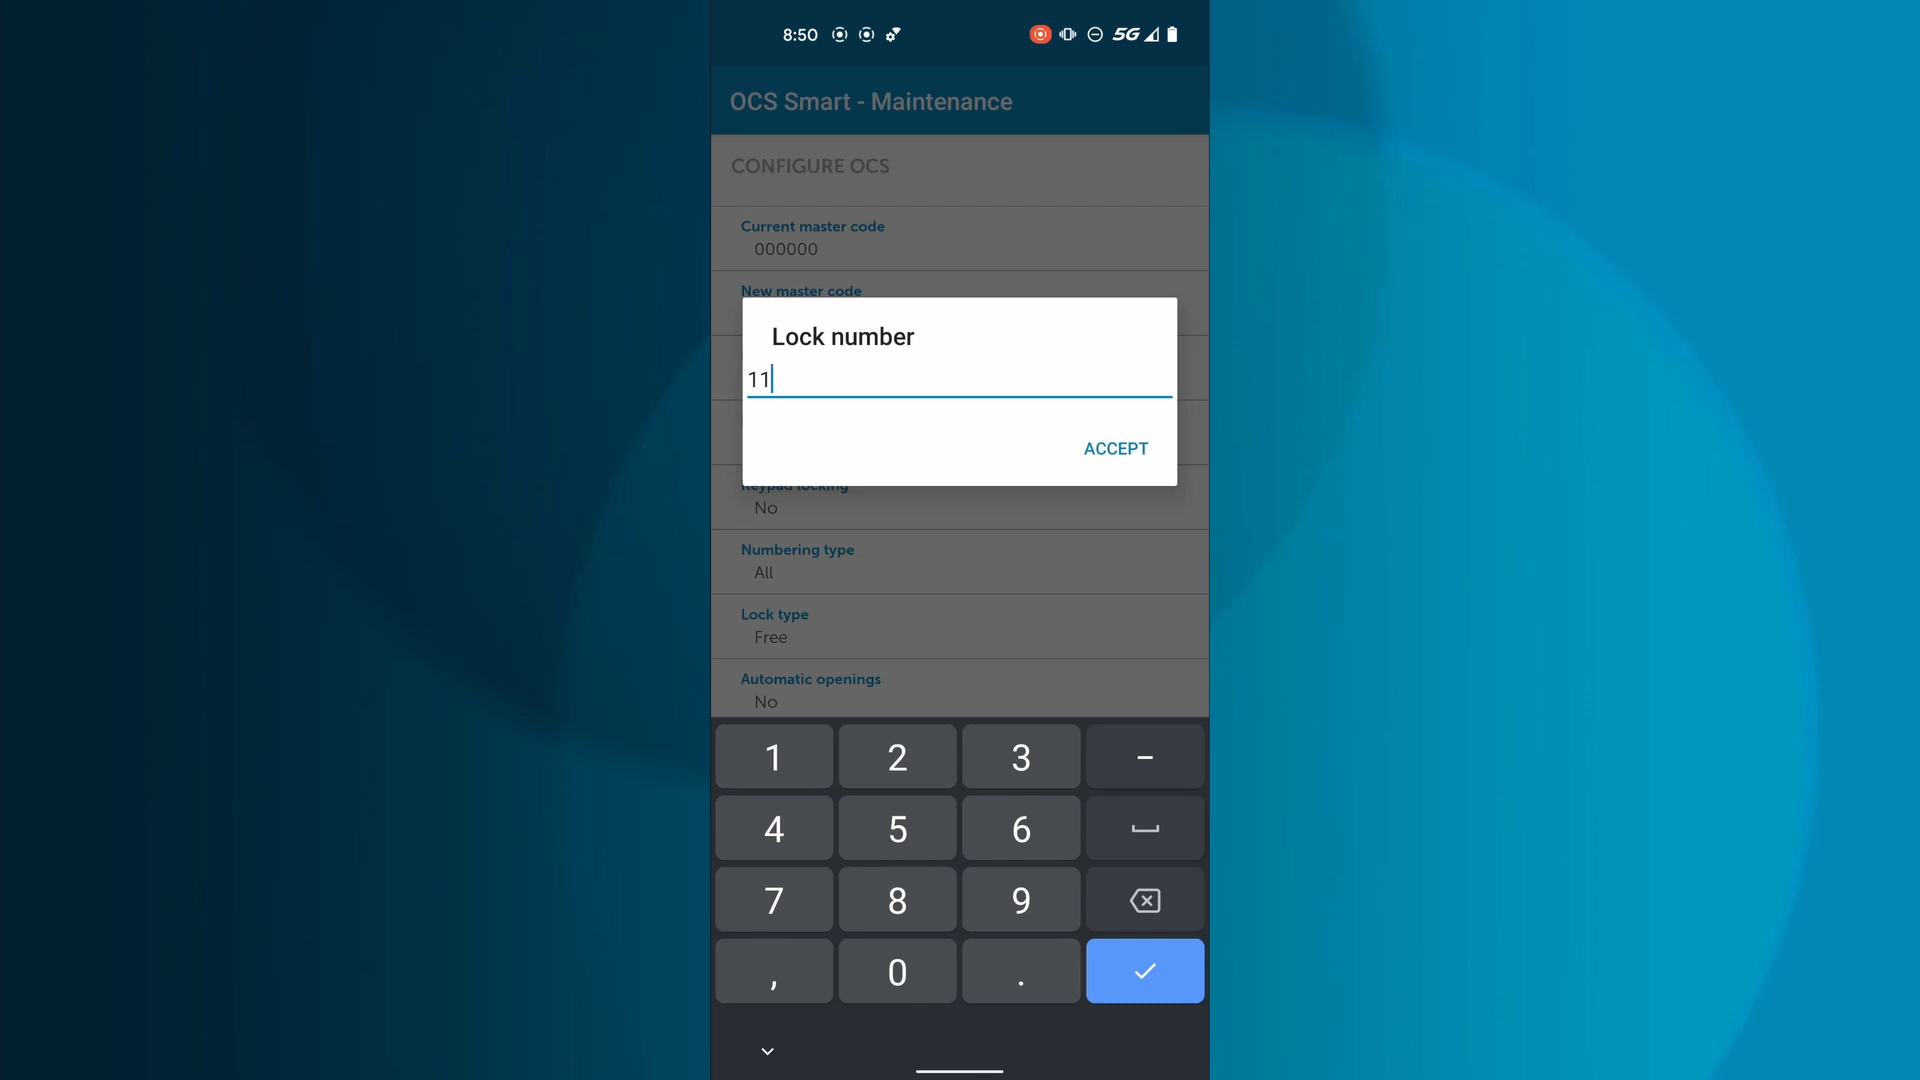 8:50 5G
OCS Smart - Maintenance
CONFIGURE OCS
Current master code
000000
New master code
Lock number
11
ACCEPT
Keypad locking
No
Numbering type
All
Lock type
Free
Automatic openings
No
1 2 3 -
4 5 6
7 8 9
, 0 .